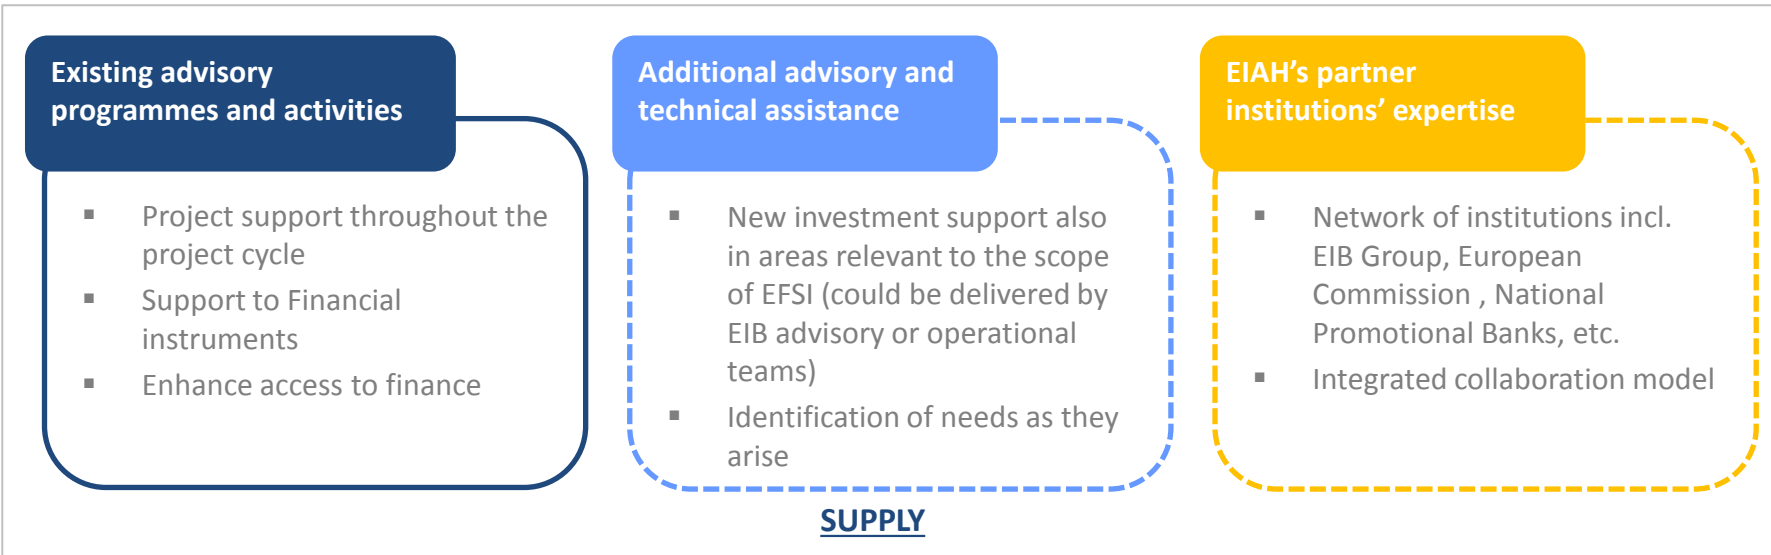 Existing advisory
programmes and activities
▪ Project support throughout the
project cycle
▪ Support to Financial
instruments
▪ Enhance access to finance
Additional advisory and
technical assistance
▪ New investment support also
in areas relevant to the scope
of EFSI (could be delivered by
EIB advisory or operational
teams)
▪ Identification of needs as they
arise
EIAH’s partner
institutions’ expertise
▪ Network of institutions incl.
EIB Group, European
Commission , National
Promotional Banks, etc.
▪ Integrated collaboration model
SUPPLY